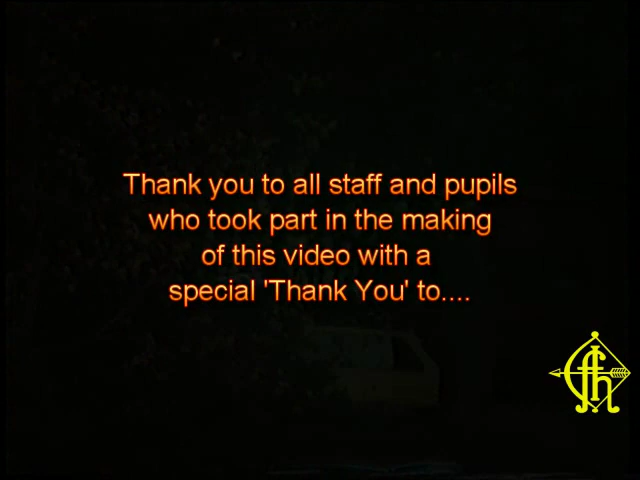 Thank you to all staff and pupils
who took part in the making
of this video with a
special 'Thank You' to....